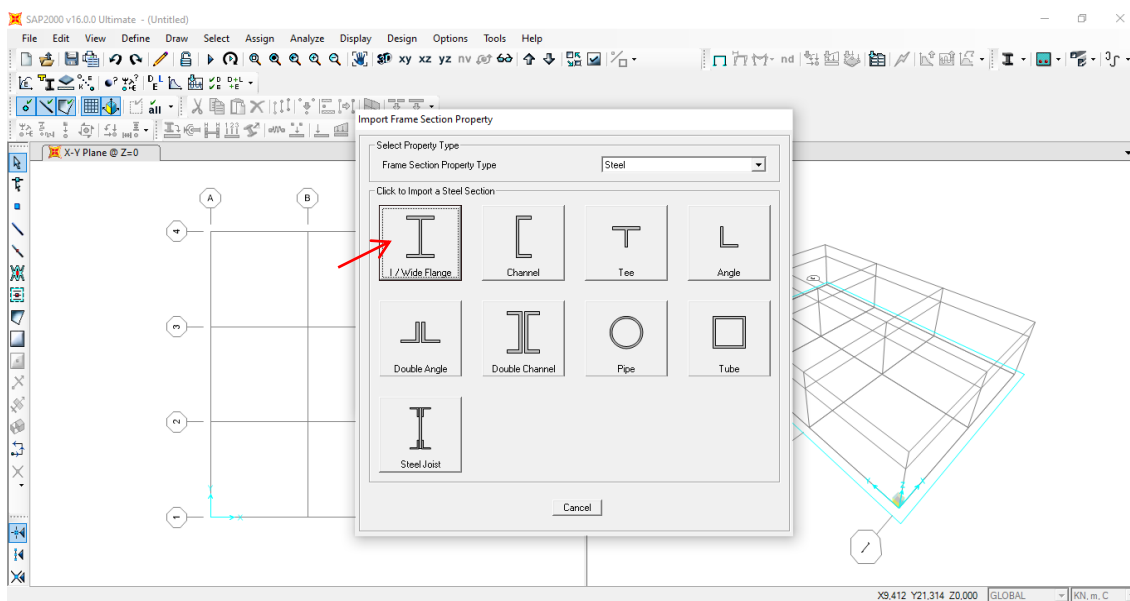 SAP2000 v16.0.0 Ultimate - (Untitled)
File Edit View Define Draw Select Assign Analyze Display Design Options Tools Help
xy xz yz nv
nd
all
X-Y Plane @ Z=0
Import Frame Section Property
Select Property Type
Frame Section Property Type
Steel
Click to Import a Steel Section
I / Wide Flange
Channel
Tee
Angle
Double Angle
Double Channel
Pipe
Tube
Steel Joist
Cancel
A
B
4
3
2
1
X9,412 Y21,314 Z0,000
GLOBAL
KN, m, C